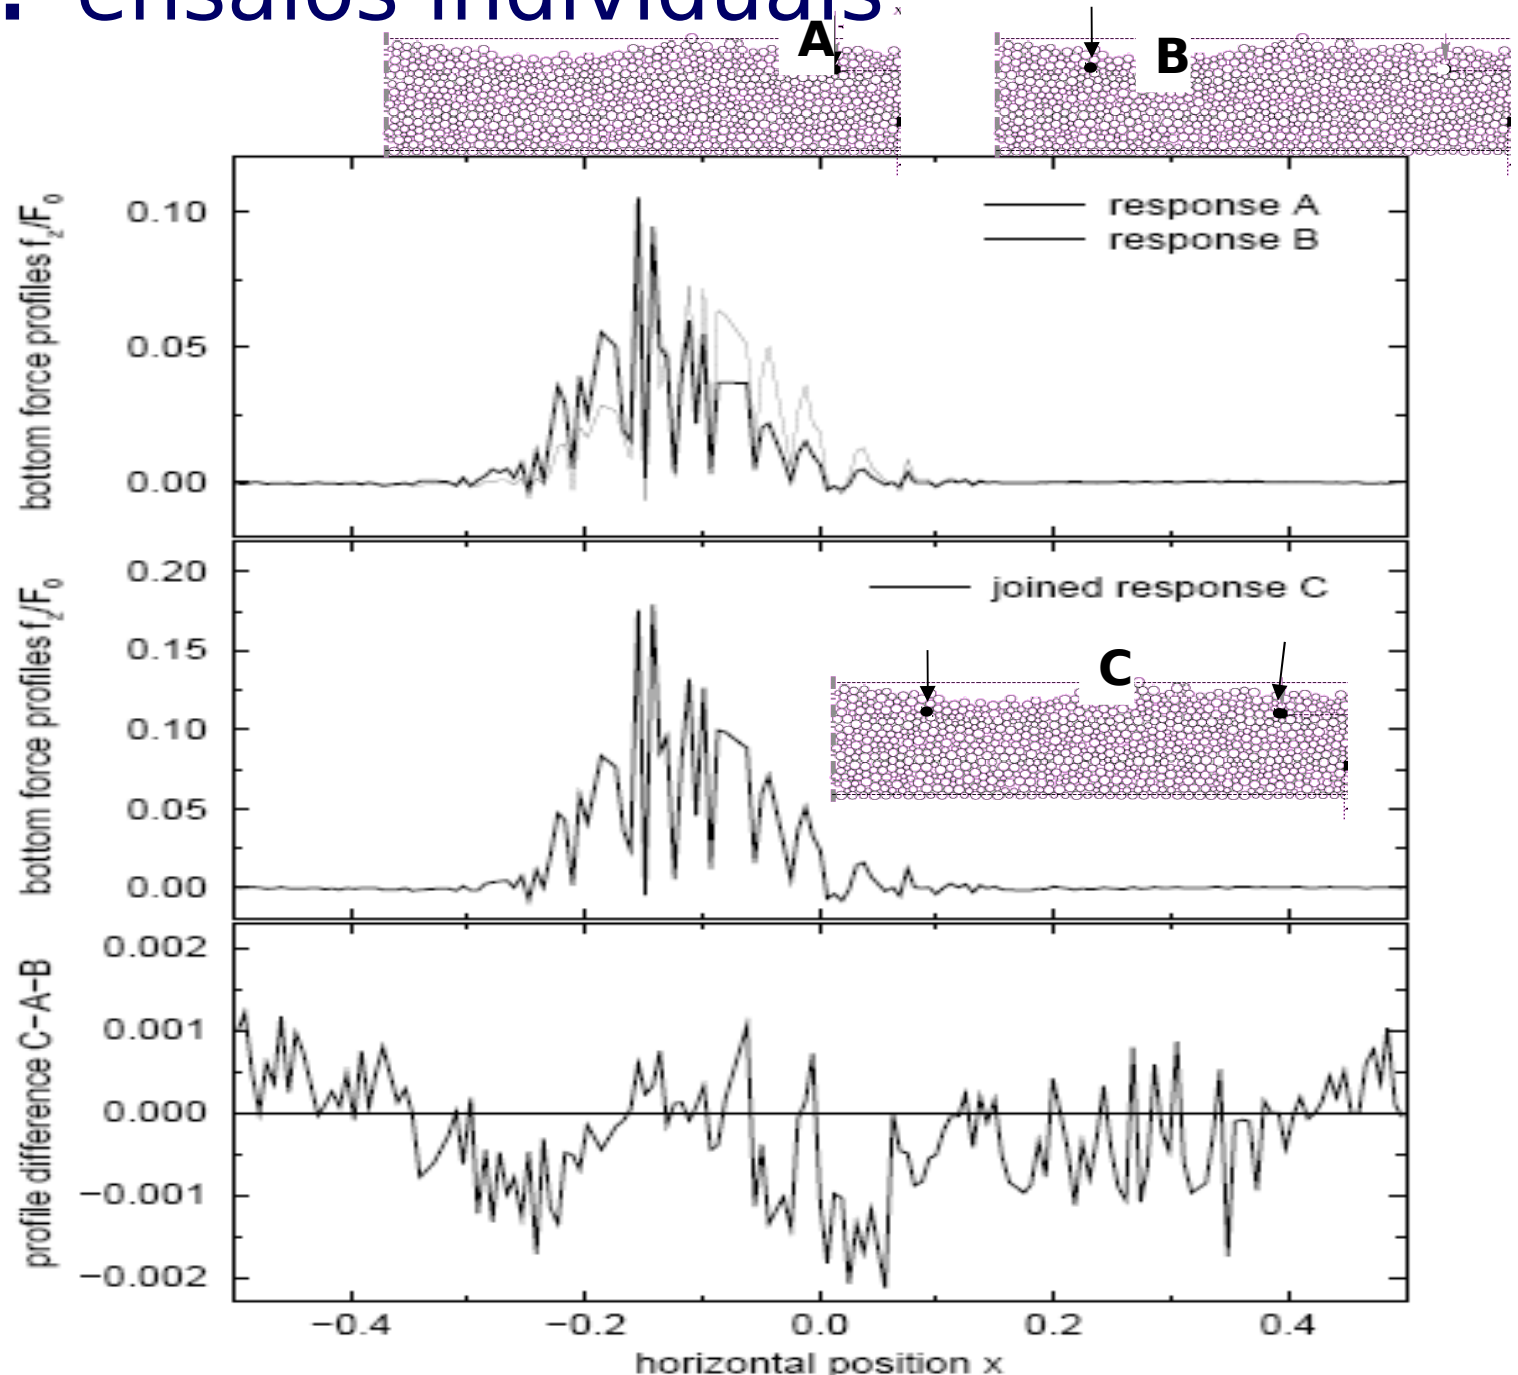 . ensaios individuais
A
B
bottom force profiles f_z/F_0
0.10
0.05
0.00
response A
response B
bottom force profiles f_z/F_0
0.20
0.15
0.10
0.05
0.00
joined response C
C
profile difference C-A-B
0.002
0.001
0.000
−0.001
−0.002
−0.4
−0.2
0.0
0.2
0.4
horizontal position x